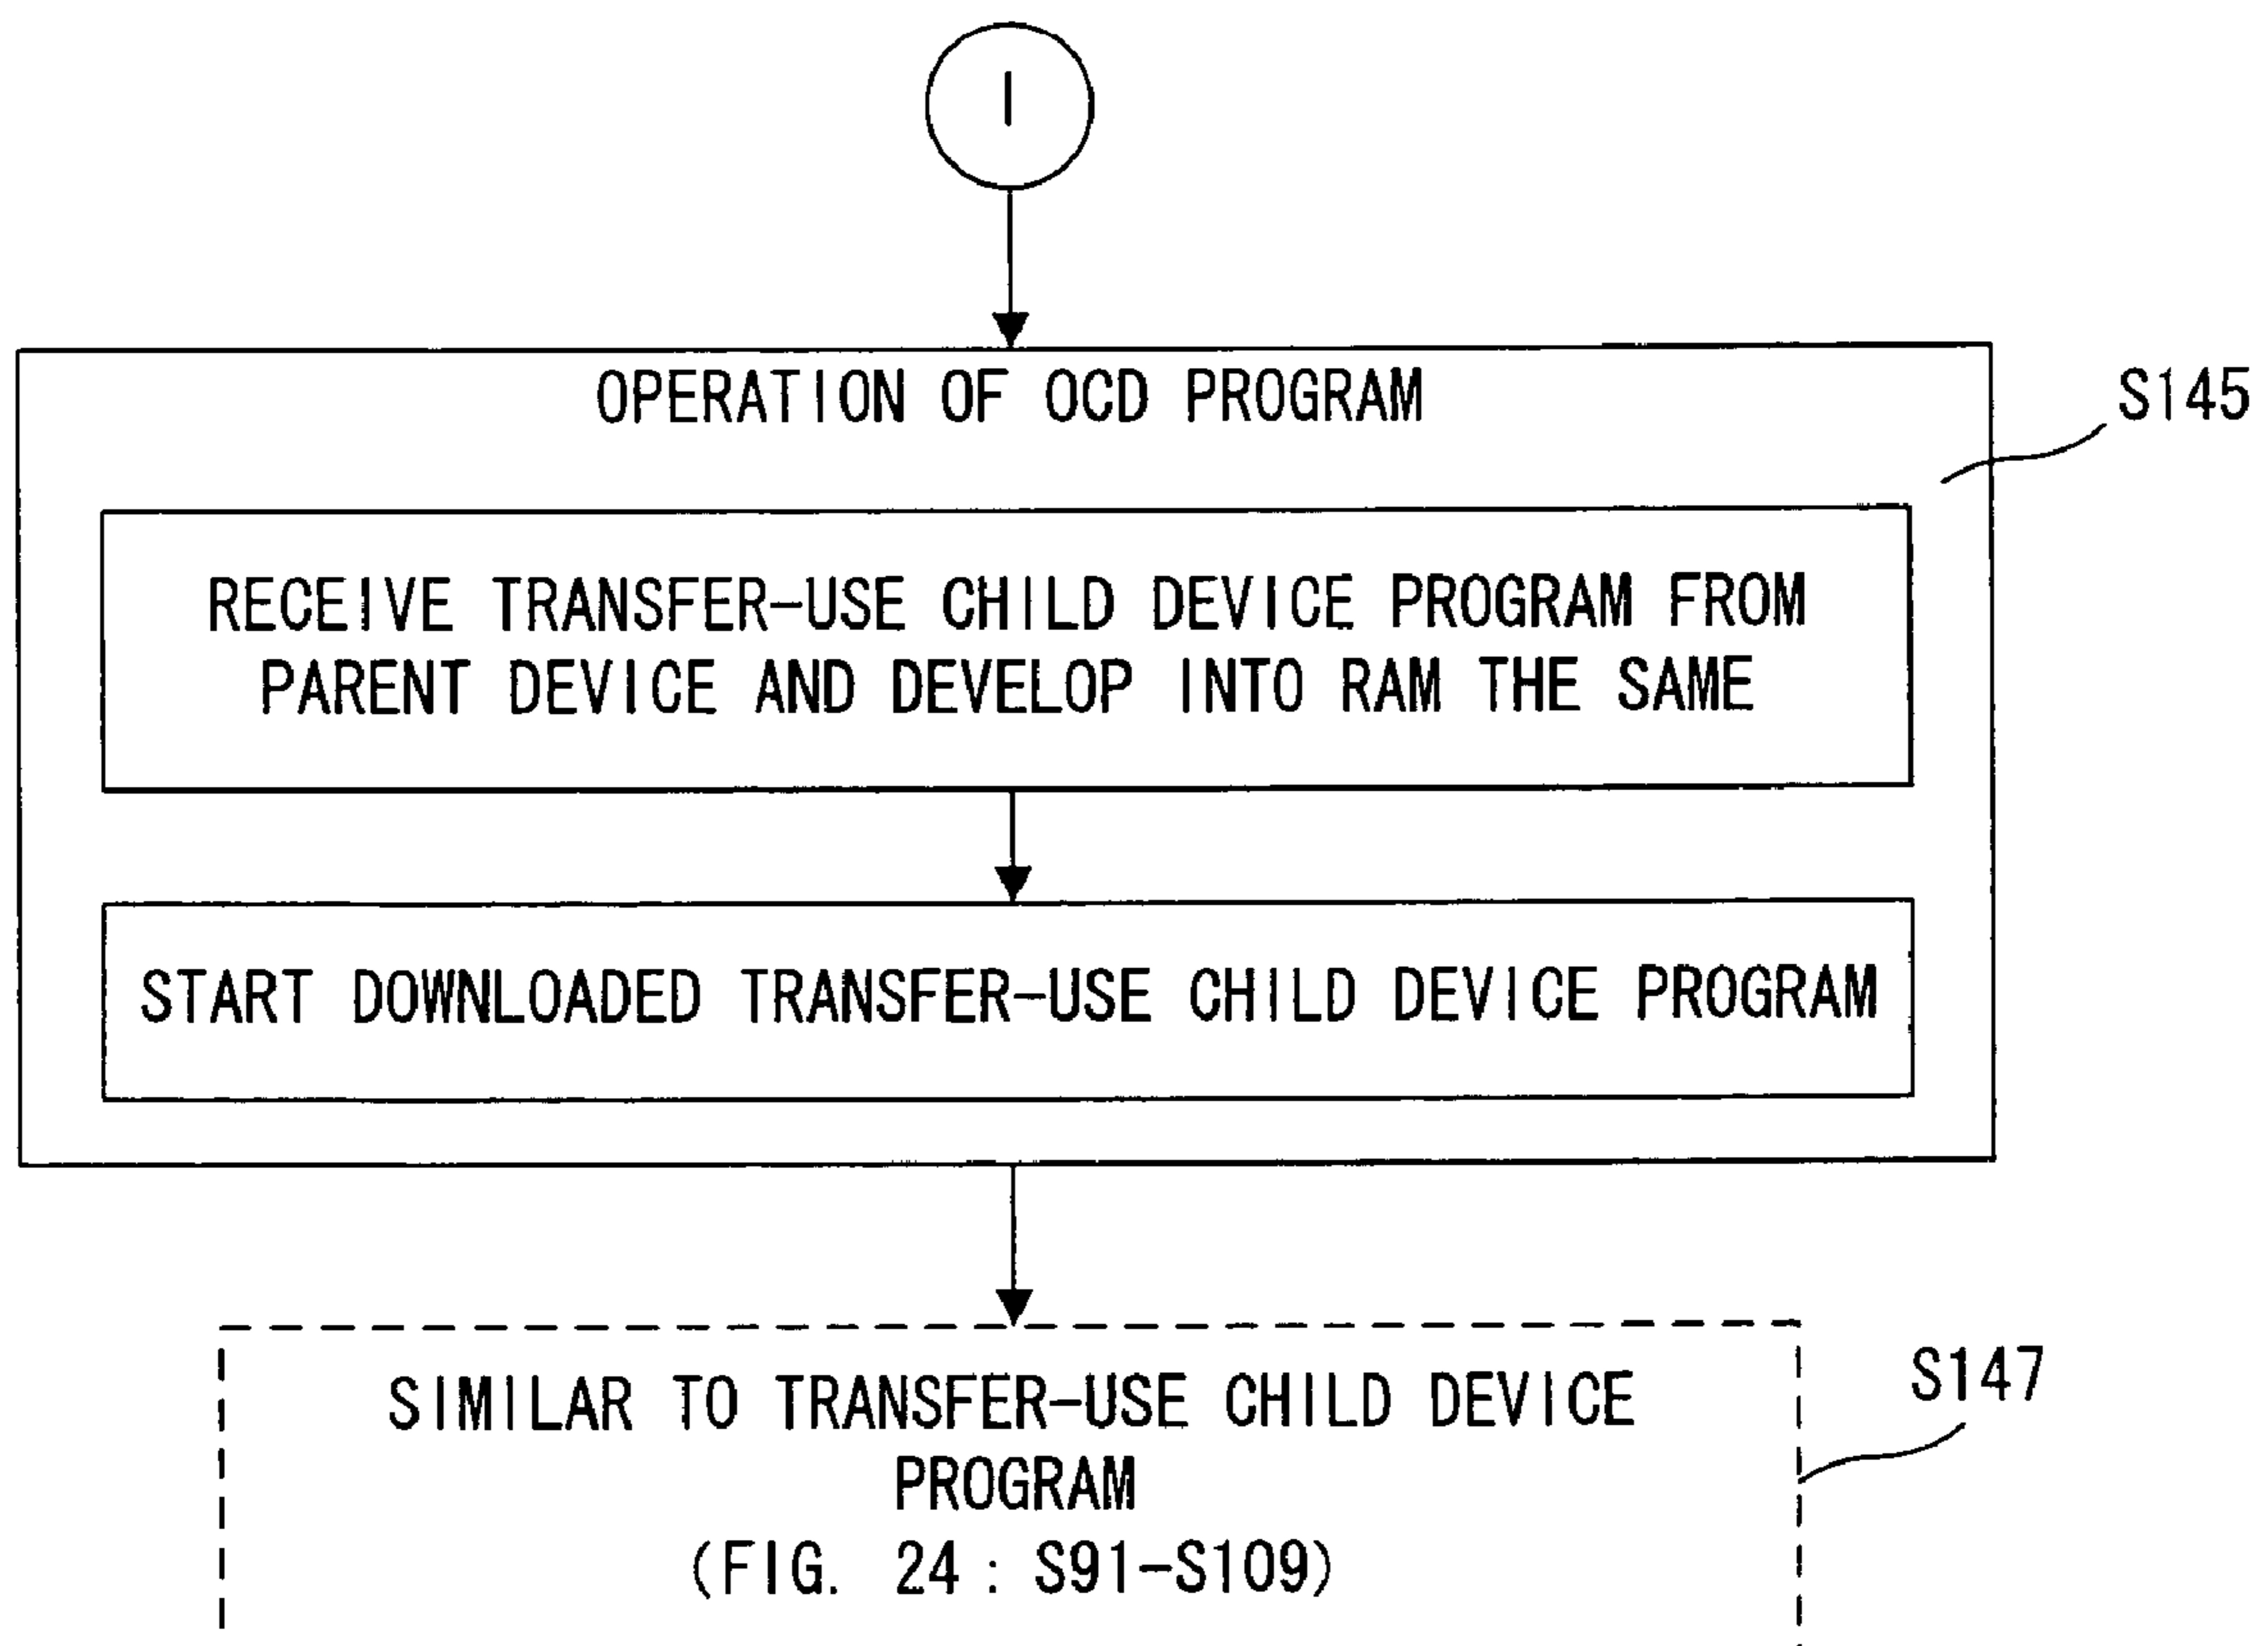 I
OPERATION OF OCD PROGRAM
S145
RECEIVE TRANSFER-USE CHILD DEVICE PROGRAM FROM
PARENT DEVICE AND DEVELOP INTO RAM THE SAME
START DOWNLOADED TRANSFER-USE CHILD DEVICE PROGRAM
SIMILAR TO TRANSFER-USE CHILD DEVICE
S147
PROGRAM
(FIG. 24 : S91-S109)